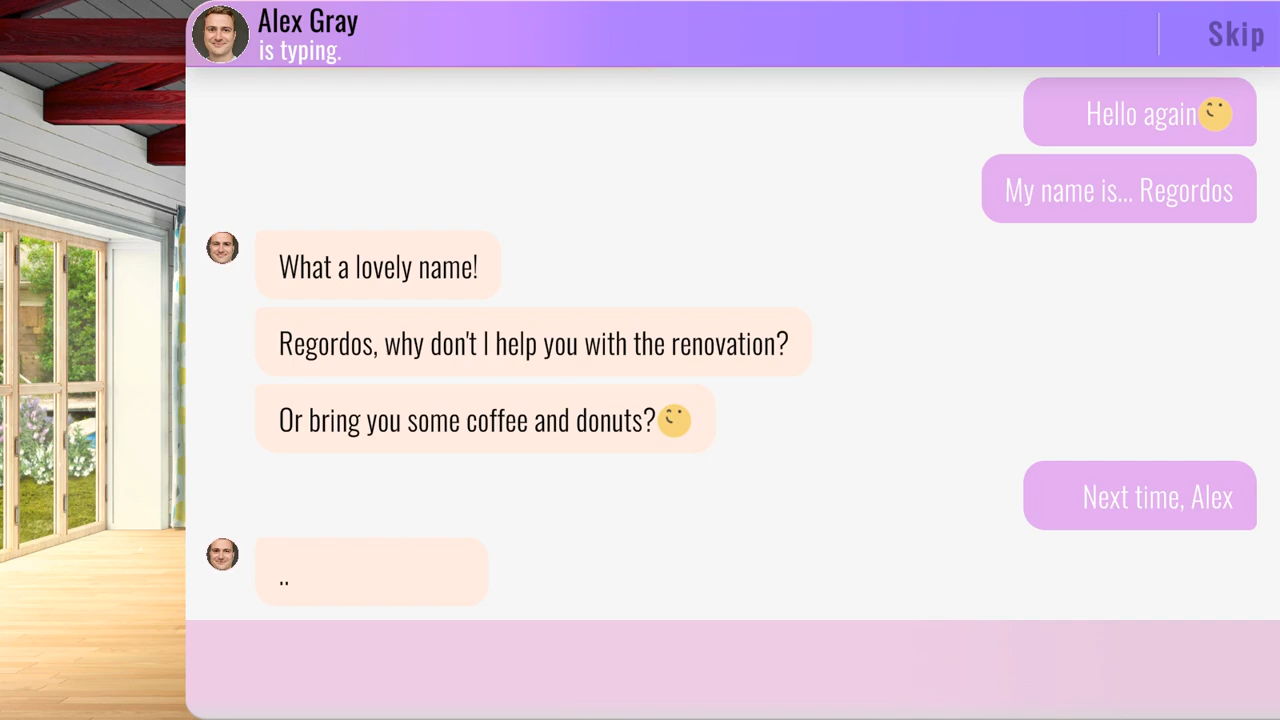 Alex Gray
is typing.
Skip
Hello again
My name is... Regordos
What a lovely name!
Regordos, why don't I help you with the renovation?
Or bring you some coffee and donuts?
Next time, Alex
..